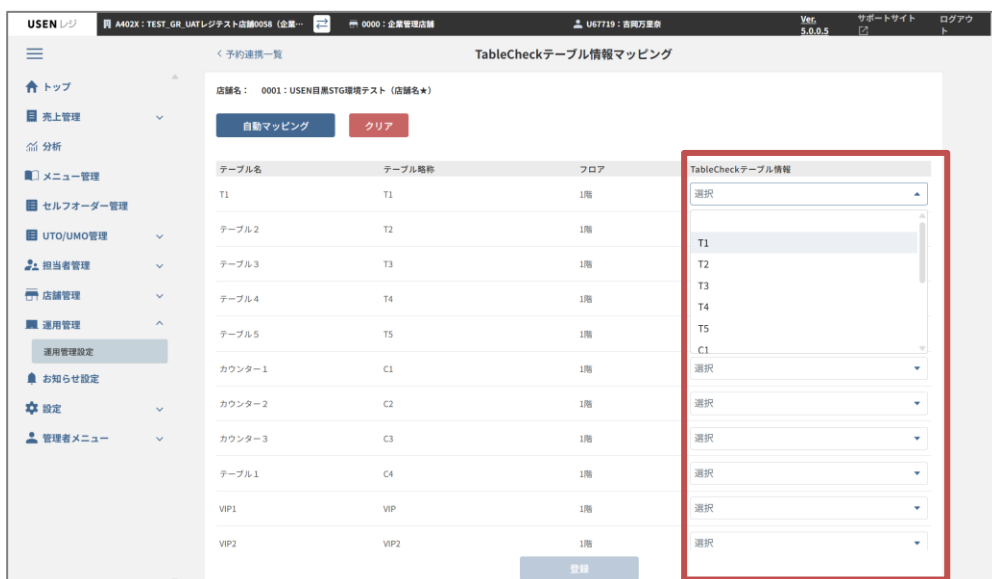 USEN レジ A402X：TEST_GR_UATレジテスト店舗0058（企業… 0000：企業管理店舗 U67719：吉岡万里奈 Ver. 5.0.0.5 サポートサイト ログアウト
< 予約連携一覧 TableCheckテーブル情報マッピング
トップ
売上管理
分析
メニュー管理
セルフオーダー管理
UTO/UMO管理
担当者管理
店舗管理
運用管理
運用管理設定
お知らせ設定
設定
管理者メニュー
店舗名： 0001：USEN目黒STG環境テスト（店舗名★）
自動マッピング クリア
テーブル名 テーブル略称 フロア TableCheckテーブル情報
T1 T1 1階 選択
テーブル2 T2 1階
テーブル3 T3 1階
テーブル4 T4 1階
テーブル5 T5 1階
T1
T2
T3
T4
T5
C1
カウンター1 C1 1階 選択
カウンター2 C2 1階 選択
カウンター3 C3 1階 選択
テーブル1 C4 1階 選択
VIP1 VIP 1階 選択
VIP2 VIP2 1階 選択
登録